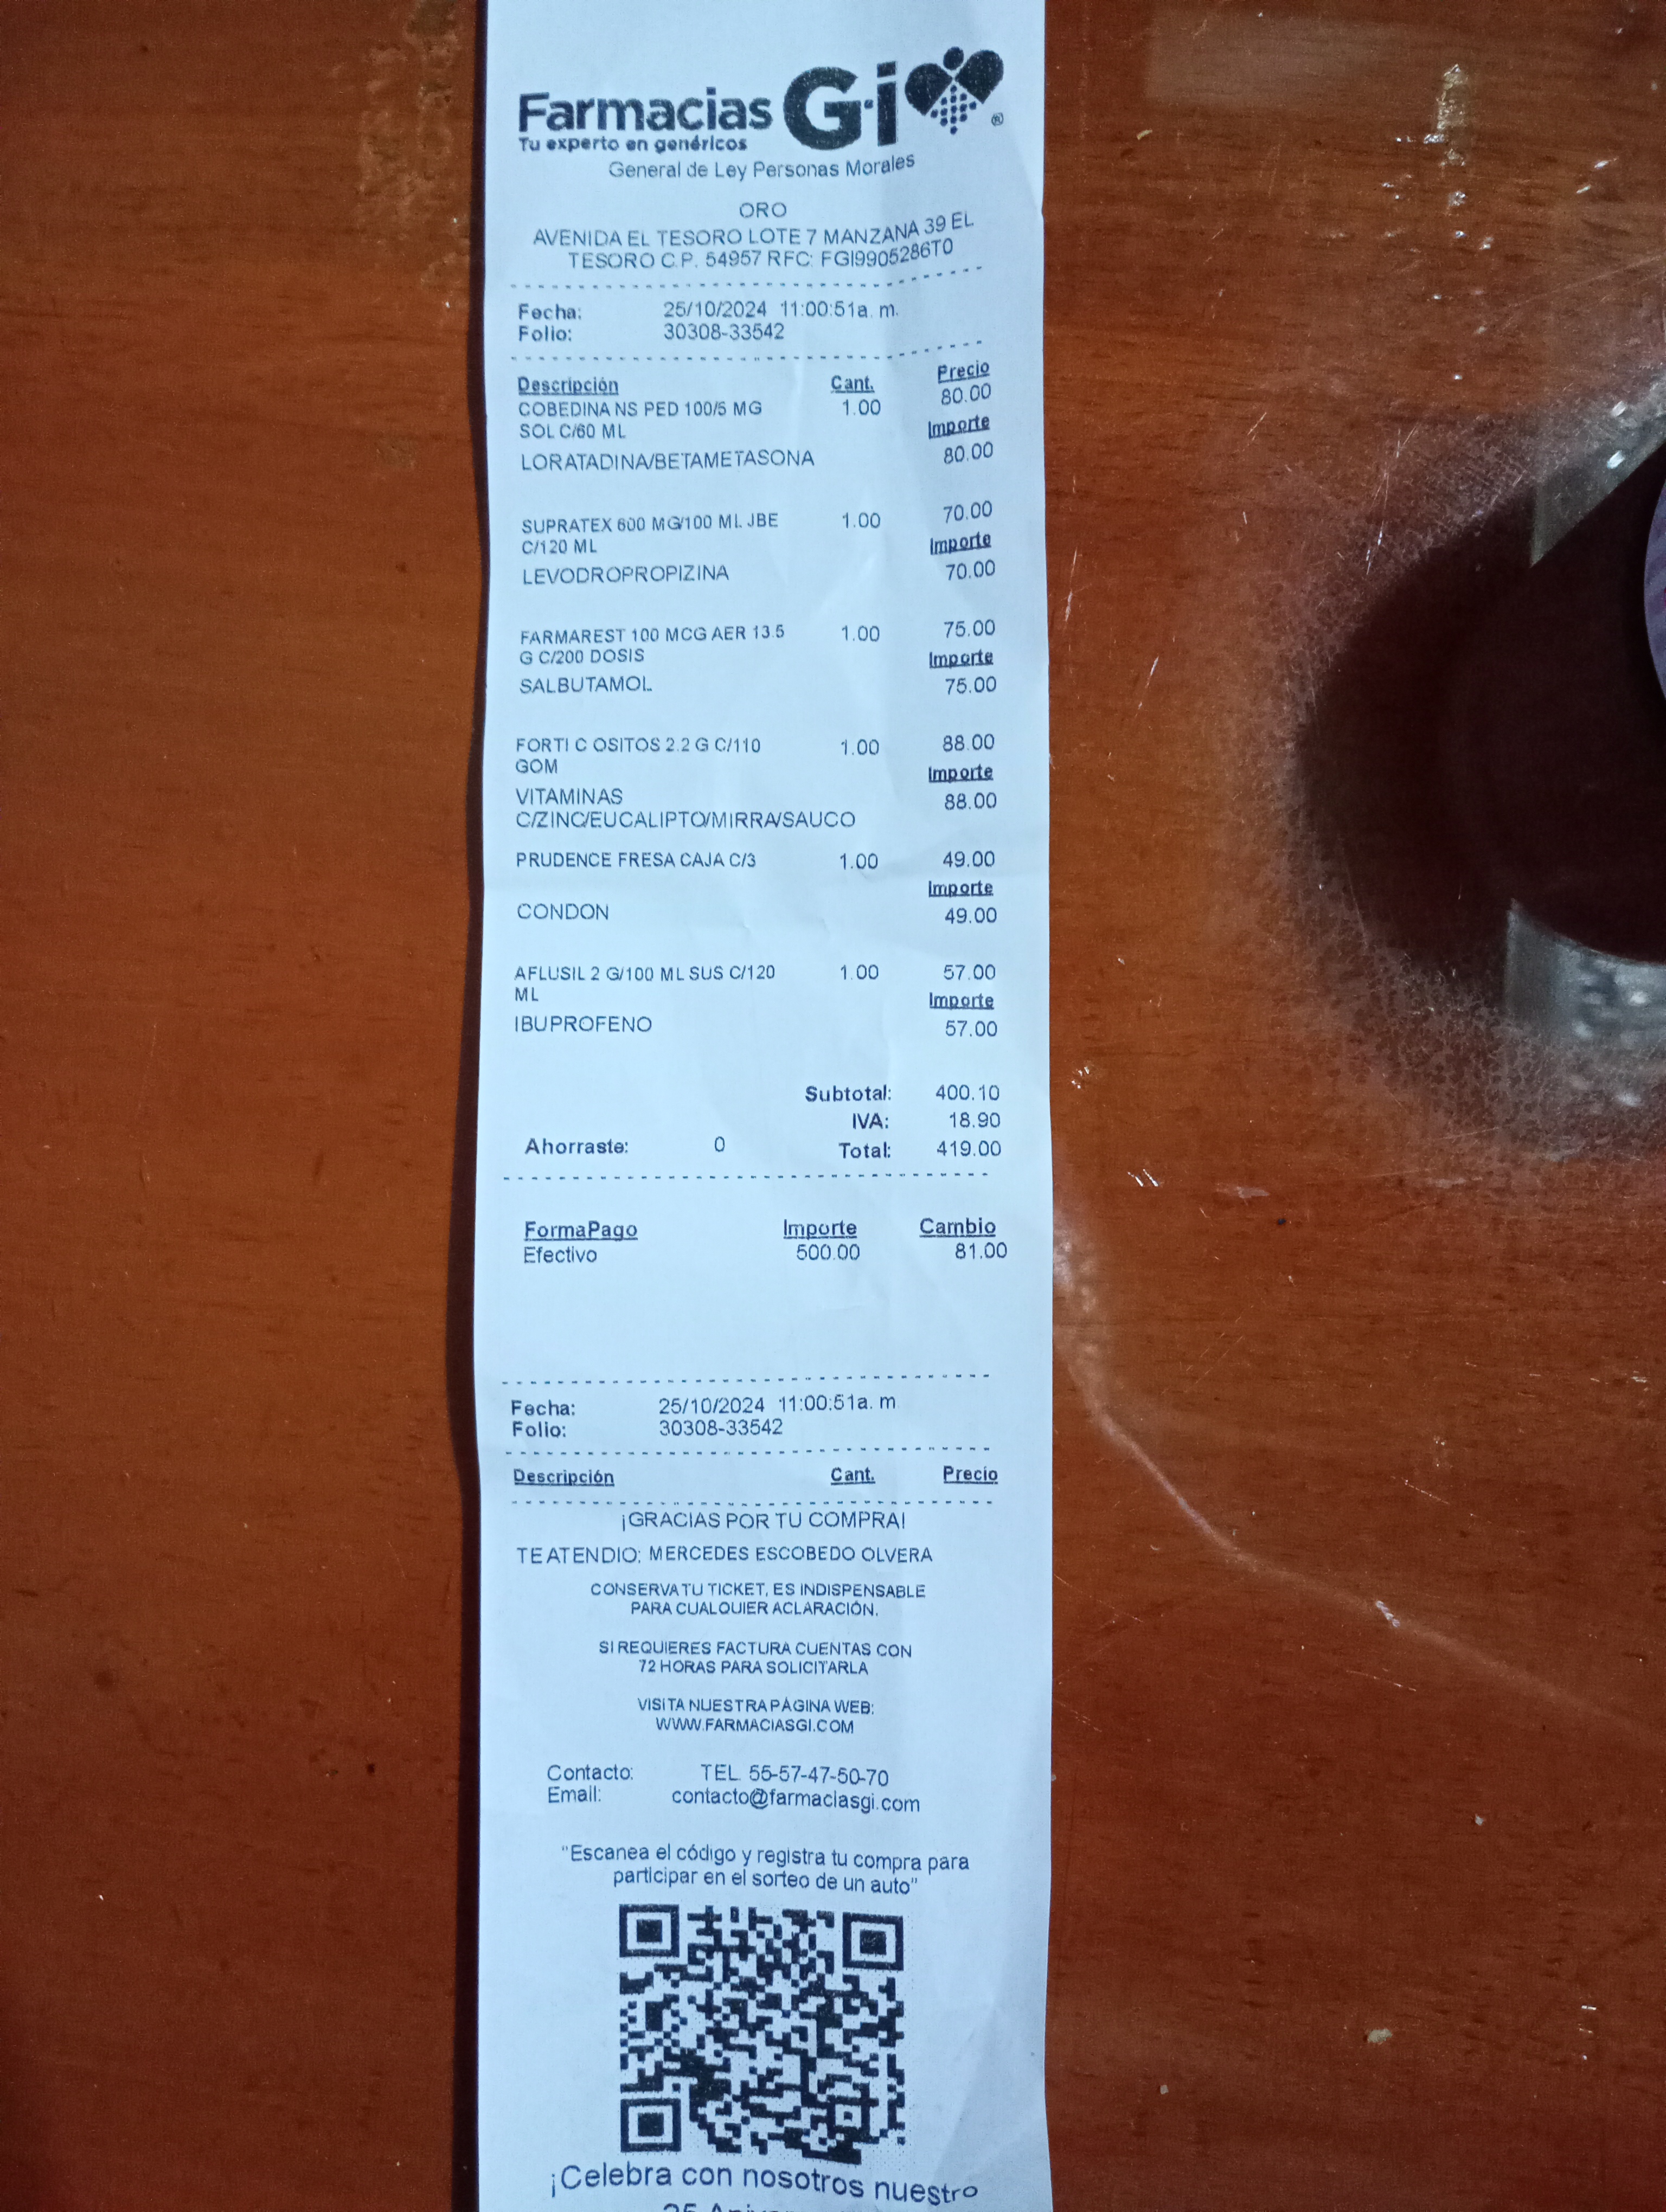 Farmacias Gi ®
Tu experto en genéricos
General de Ley Personas Morales
ORO
AVENIDA EL TESORO LOTE 7 MANZANA 39 EL
TESORO C.P. 54957 RFC: FGI9905286T0
Fecha: 25/10/2024 11:00:51a. m.
Folio: 30308-33542
Descripción Cant. Precio
COBEDINA NS PED 100/5 MG 1.00 80.00
SOL C/60 ML Importe
LORATADINA/BETAMETASONA 80.00
SUPRATEX 600 MG/100 ML JBE 1.00 70.00
C/120 ML Importe
LEVODROPROPIZINA 70.00
FARMAREST 100 MCG AER 13.5 1.00 75.00
G C/200 DOSIS Importe
SALBUTAMOL 75.00
FORTI C OSITOS 2.2 G C/110 1.00 88.00
GOM Importe
VITAMINAS 88.00
C/ZINC/EUCALIPTO/MIRRA/SAUCO
PRUDENCE FRESA CAJA C/3 1.00 49.00
Importe
CONDON 49.00
AFLUSIL 2 G/100 ML SUS C/120 1.00 57.00
ML Importe
IBUPROFENO 57.00
Subtotal: 400.10
IVA: 18.90
Ahorraste: 0 Total: 419.00
FormaPago Importe Cambio
Efectivo 500.00 81.00
Fecha: 25/10/2024 11:00:51a. m
Folio: 30308-33542
Descripción Cant. Precio
¡GRACIAS POR TU COMPRA!
TE ATENDIO: MERCEDES ESCOBEDO OLVERA
CONSERVA TU TICKET, ES INDISPENSABLE
PARA CUALQUIER ACLARACIÓN.
SI REQUIERES FACTURA CUENTAS CON
72 HORAS PARA SOLICITARLA
VISITA NUESTRA PÁGINA WEB:
WWW.FARMACIASGI.COM
Contacto: TEL. 55-57-47-50-70
Email: contacto@farmaciasgi.com
"Escanea el código y registra tu compra para
participar en el sorteo de un auto"
¡Celebra con nosotros nuestro